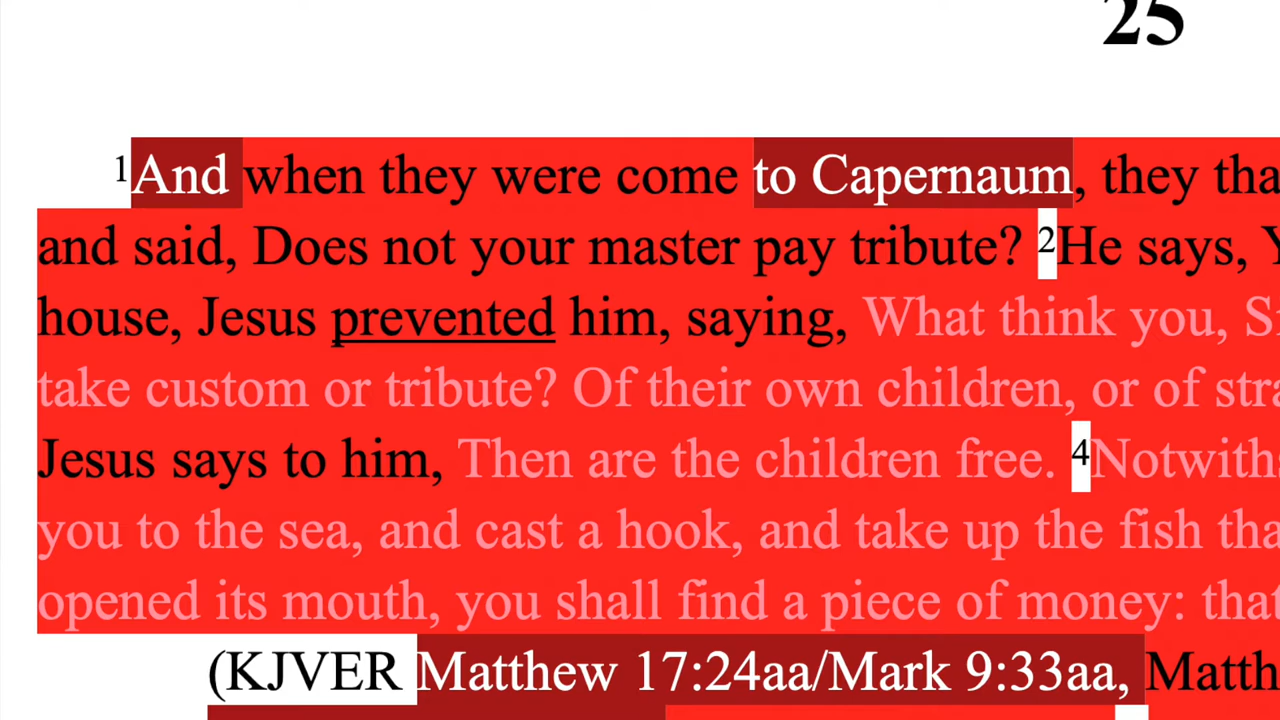 25
1And when they were come to Capernaum, they tha
and said, Does not your master pay tribute? 2He says, Y
house, Jesus prevented him, saying, What think you, S
take custom or tribute? Of their own children, or of stra
Jesus says to him, Then are the children free. 4Notwiths
you to the sea, and cast a hook, and take up the fish tha
opened its mouth, you shall find a piece of money: that
(KJVER Matthew 17:24aa/Mark 9:33aa, Matth